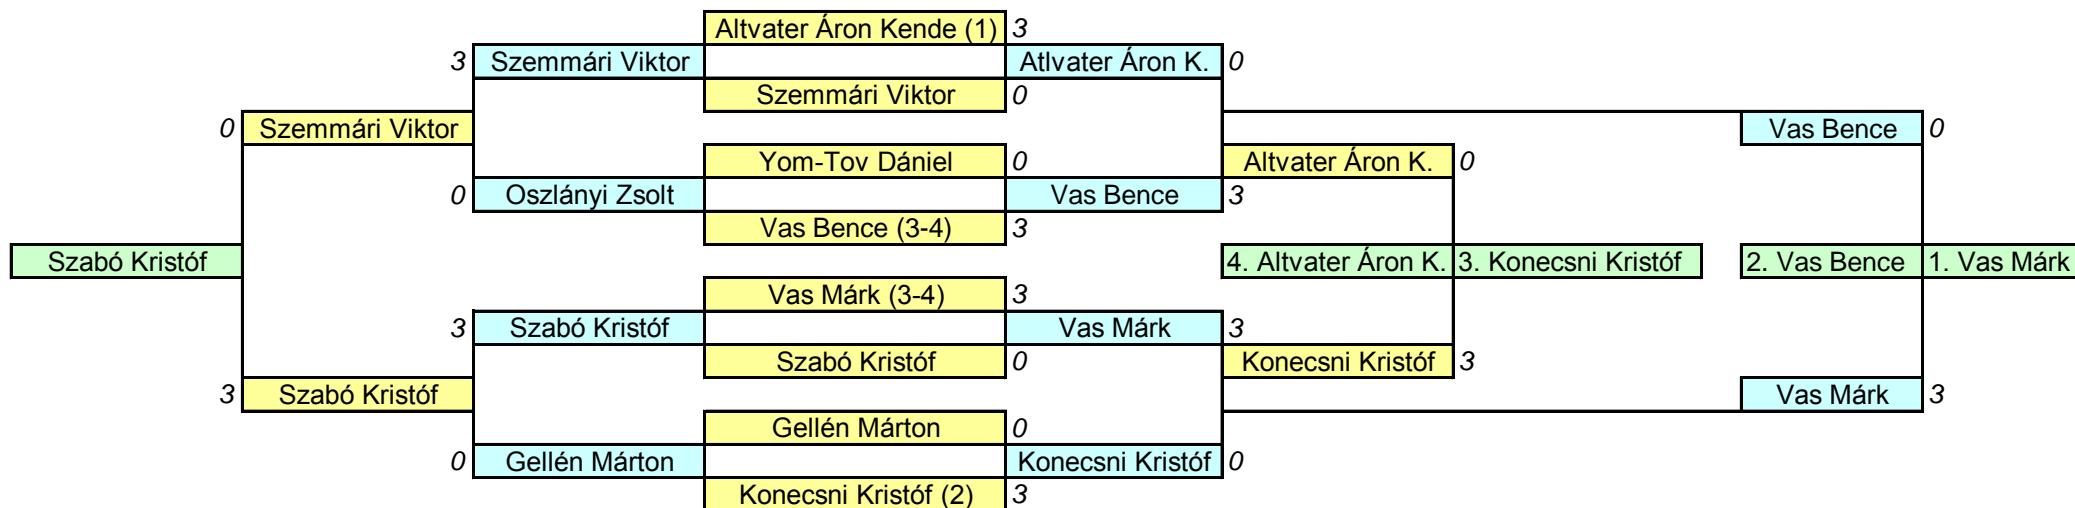 Altvater Áron Kende (1) 3
3 Szemmári Viktor Atlvater Áron K. 0
Szemmári Viktor 0
0 Szemmári Viktor Vas Bence 0
Yom-Tov Dániel 0 Altvater Áron K. 0
0 Oszlányi Zsolt Vas Bence 3
Vas Bence (3-4) 3
Szabó Kristóf 4. Altvater Áron K. 3. Konecsni Kristóf 2. Vas Bence 1. Vas Márk
Vas Márk (3-4) 3
3 Szabó Kristóf Vas Márk 3
Szabó Kristóf 0 Konecsni Kristóf 3
3 Szabó Kristóf Vas Márk 3
Gellén Márton 0
0 Gellén Márton Konecsni Kristóf 0
Konecsni Kristóf (2) 3